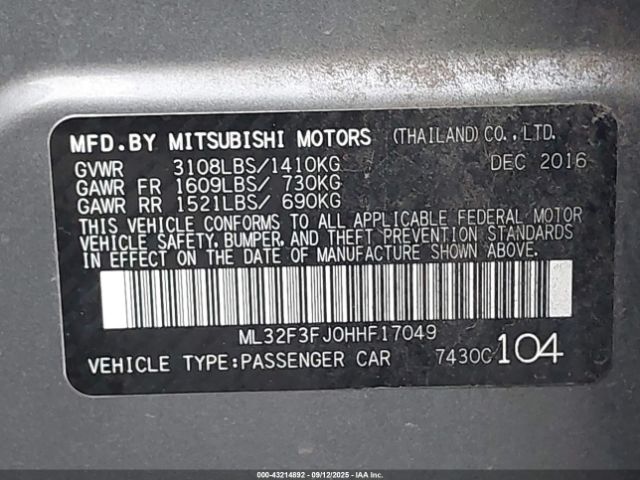 MFD.BY MITSUBISHI MOTORS (THAILAND) CO., LTD.
GVWR 3108LBS/1410KG DEC 2016
GAWR FR 1609LBS/ 730KG
GAWR RR 1521LBS/ 690KG
THIS VEHICLE CONFORMS TO ALL APPLICABLE FEDERAL MOTOR
VEHICLE SAFETY, BUMPER, AND THEFT PREVENTION STANDARDS
IN EFFECT ON THE DATE OF MANUFACTURE SHOWN ABOVE.
ML32F3FJ0HHF17049
VEHICLE TYPE:PASSENGER CAR 7430C 104
000-43214892 - 09/12/2025 - IAA Inc.